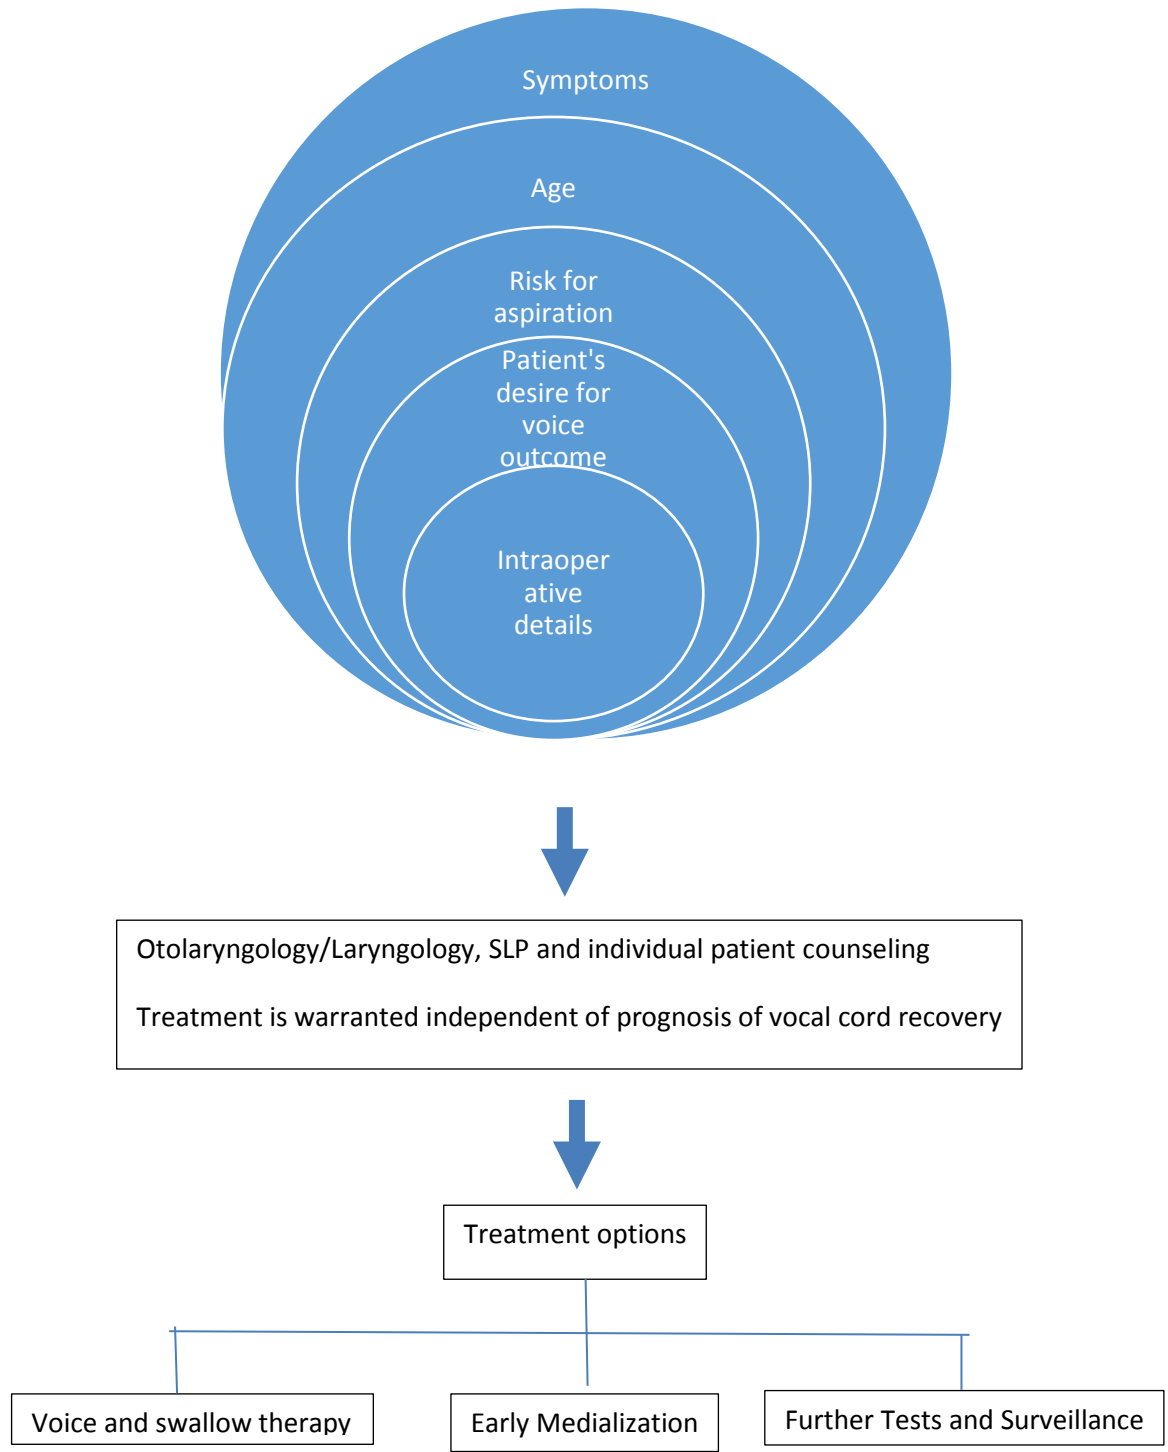 Symptoms
Age
Risk for
aspiration
Patient's
desire for
voice
outcome
Intraoper
ative
details
Otolaryngology/Laryngology, SLP and individual patient counseling
Treatment is warranted independent of prognosis of vocal cord recovery
Treatment options
Voice and swallow therapy
Early Medialization
Further Tests and Surveillance